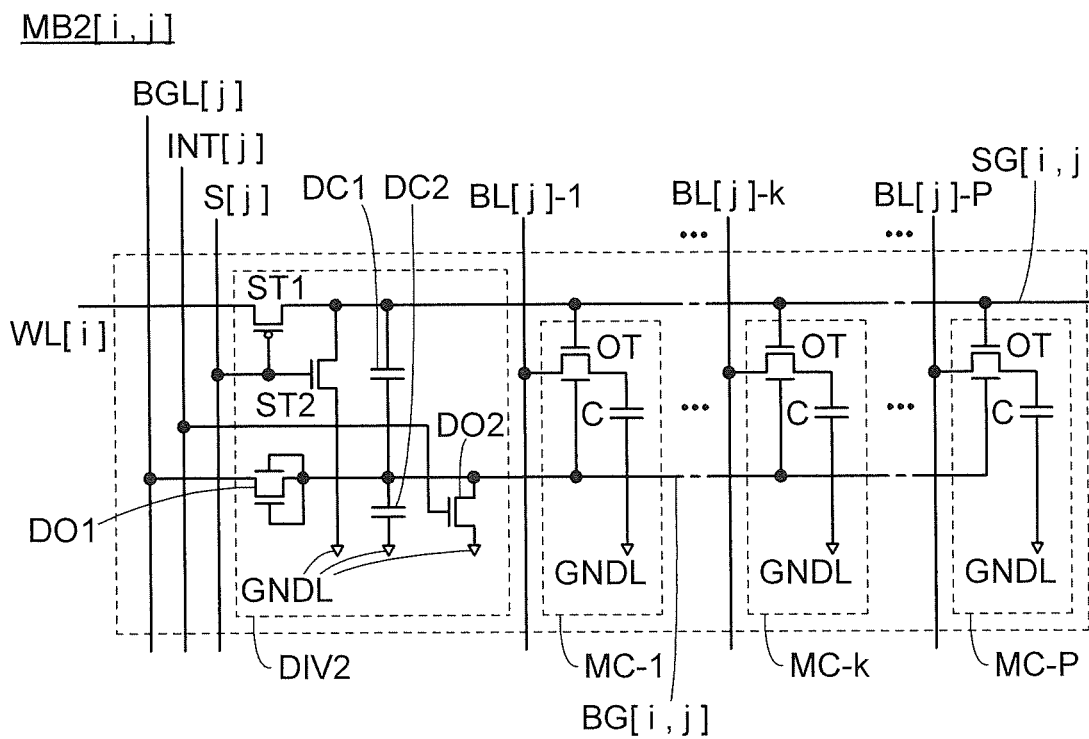 MB2[i,j]
BGL[j]
INT[j]
S[j]
DC1
DC2
BL[j]-1
BL[j]-k
BL[j]-P
SG[i,j
...
...
WL[i]
ST1
ST2
OT
OT
OT
C
C
C
...
...
DO2
DO1
GNDL
GNDL
GNDL
GNDL
DIV2
MC-1
MC-k
MC-P
BG[i,j]